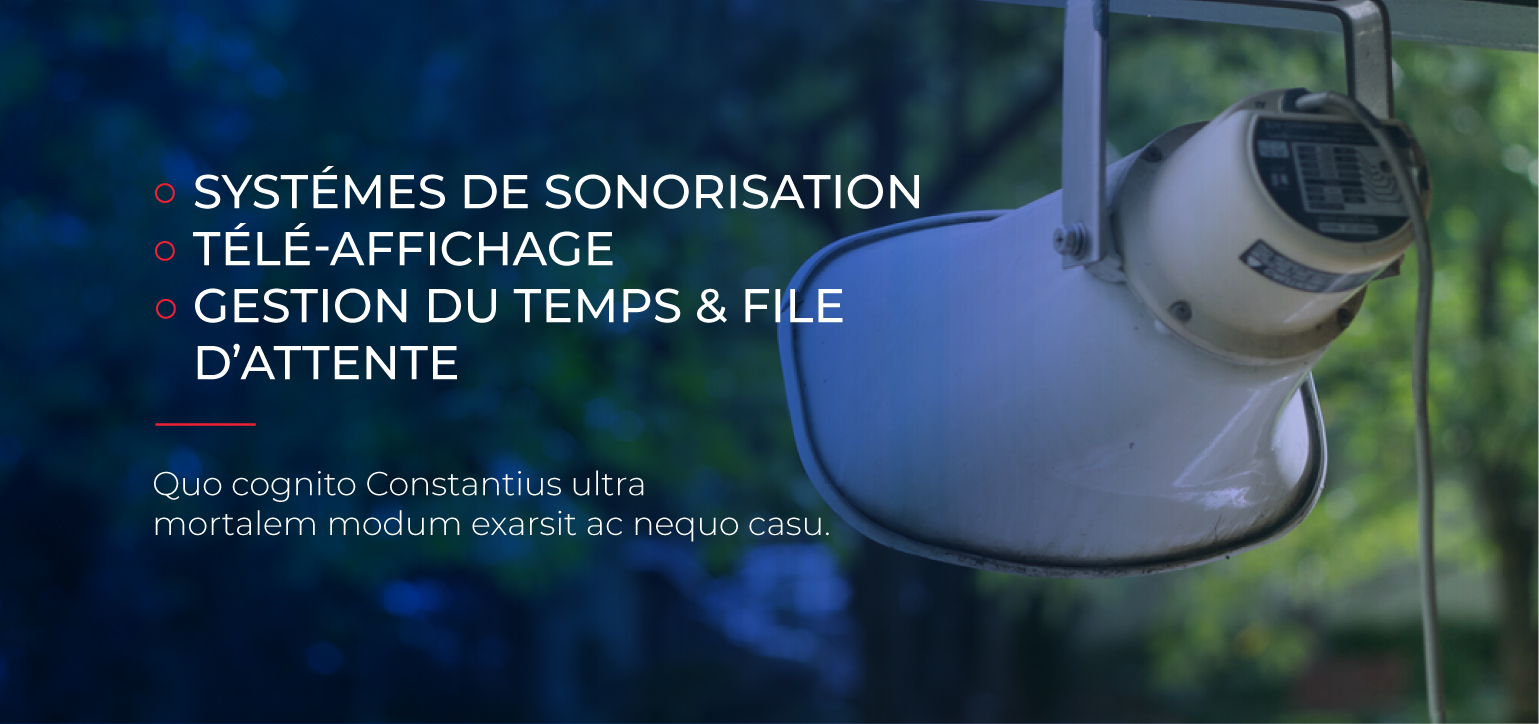 SYSTÉMES DE SONORISATION
TÉLÉ-AFFICHAGE
GESTION DU TEMPS & FILE
D’ATTENTE
Quo cognito Constantius ultra
mortalem modum exarsit ac nequo casu.